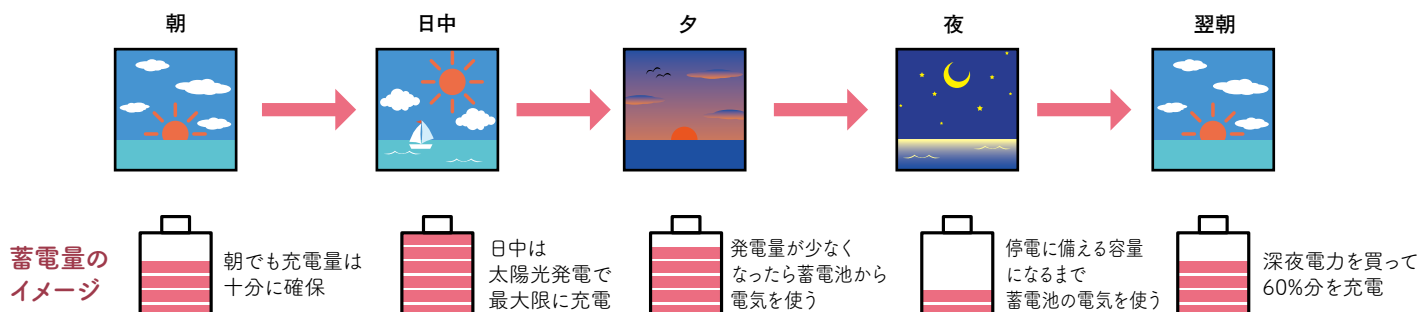 朝
日中
夕
夜
翌朝
蓄電量の
イメージ
朝でも充電量は
十分に確保
日中は
太陽光発電で
最大限に充電
発電量が少なく
なったら蓄電池から
電気を使う
停電に備える容量
になるまで
蓄電池の電気を使う
深夜電力を買って
60%分を充電